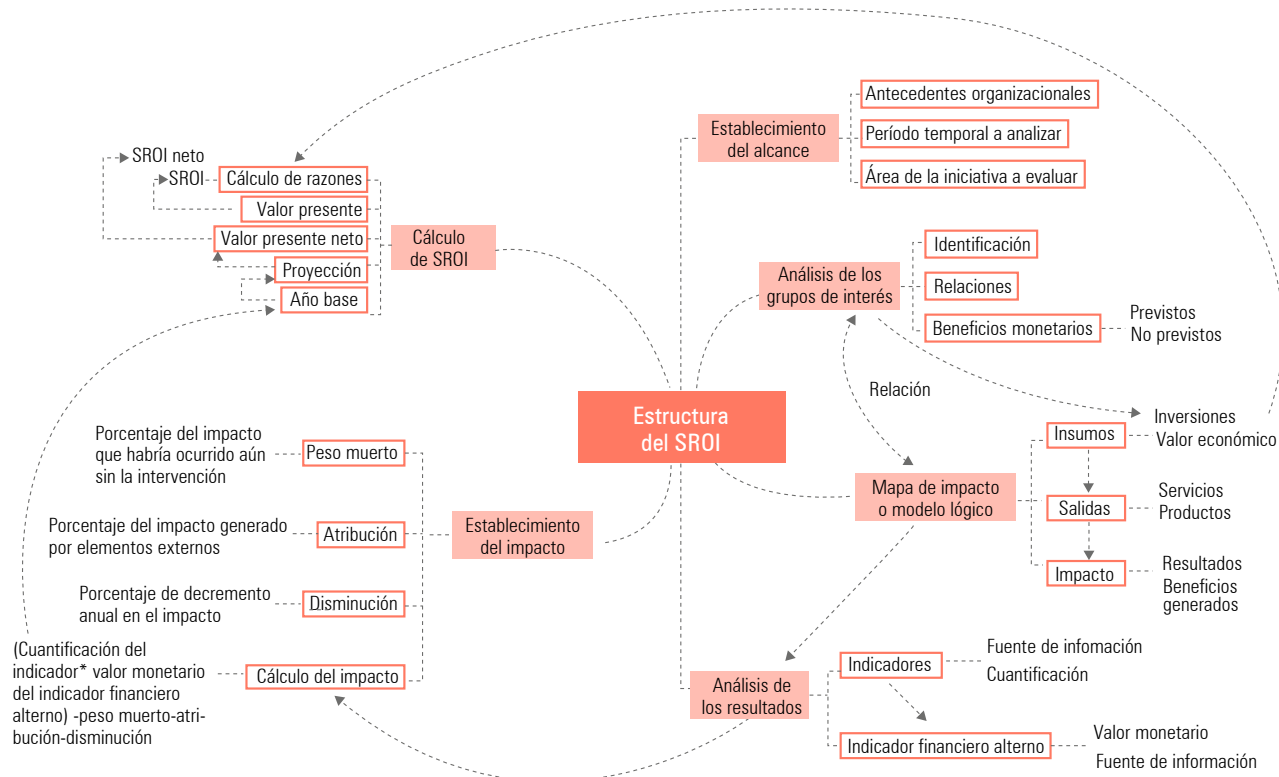 Estructura
del SROI
Establecimiento
del alcance
Antecedentes organizacionales
Período temporal a analizar
Área de la iniciativa a evaluar
Análisis de los
grupos de interés
Identificación
Relaciones
Beneficios monetarios
Previstos
No previstos
Relación
Mapa de impacto
o modelo lógico
Insumos
Inversiones
Valor económico
Salidas
Servicios
Productos
Impacto
Resultados
Beneficios
generados
Análisis de
los resultados
Indicadores
Fuente de infomación
Cuantificación
Indicador financiero alterno
Valor monetario
Fuente de información
Establecimiento
del impacto
Peso muerto
Porcentaje del impacto
que habría ocurrido aún
sin la intervención
Atribución
Porcentaje del impacto generado
por elementos externos
Disminución
Porcentaje de decremento
anual en el impacto
Cálculo del impacto
(Cuantificación del
indicador* valor monetario
del indicador financiero
alterno) -peso muerto-atri-
bución-disminución
Cálculo
de SROI
Cálculo de razones
SROI neto
SROI
Valor presente
Valor presente neto
Proyección
Año base